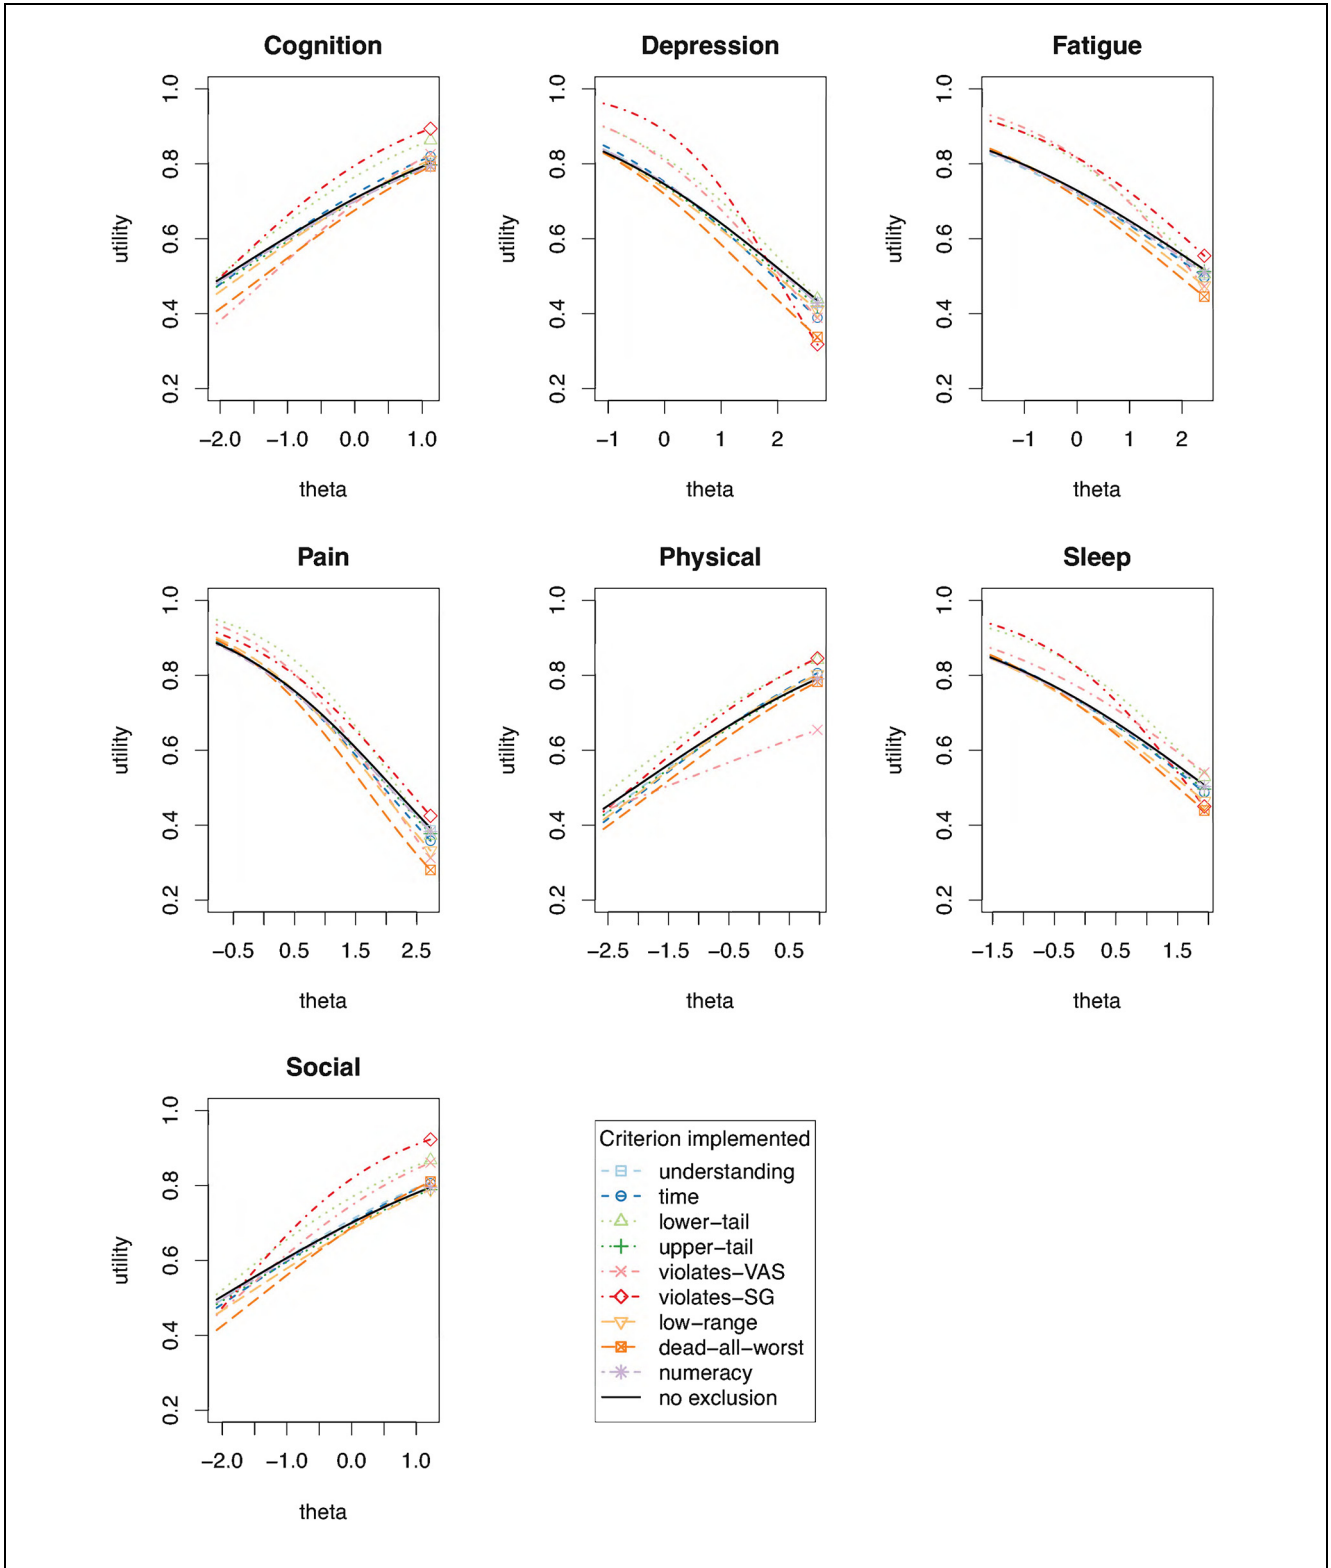 Cognition
1.0
0.8
0.6
0.4
0.2
utility
−2.0 −1.0 0.0 1.0
theta
Depression
1.0
0.8
0.6
0.4
0.2
utility
−1 0 1 2
theta
Fatigue
1.0
0.8
0.6
0.4
0.2
utility
−1 0 1 2
theta
Pain
1.0
0.8
0.6
0.4
0.2
utility
−0.5 0.5 1.5 2.5
theta
Physical
1.0
0.8
0.6
0.4
0.2
utility
−2.5 −1.5 −0.5 0.5
theta
Sleep
1.0
0.8
0.6
0.4
0.2
utility
−1.5 −0.5 0.5 1.5
theta
Social
1.0
0.8
0.6
0.4
0.2
utility
−2.0 −1.0 0.0 1.0
theta
Criterion implemented
understanding
time
lower−tail
upper−tail
violates−VAS
violates−SG
low−range
dead−all−worst
numeracy
no exclusion